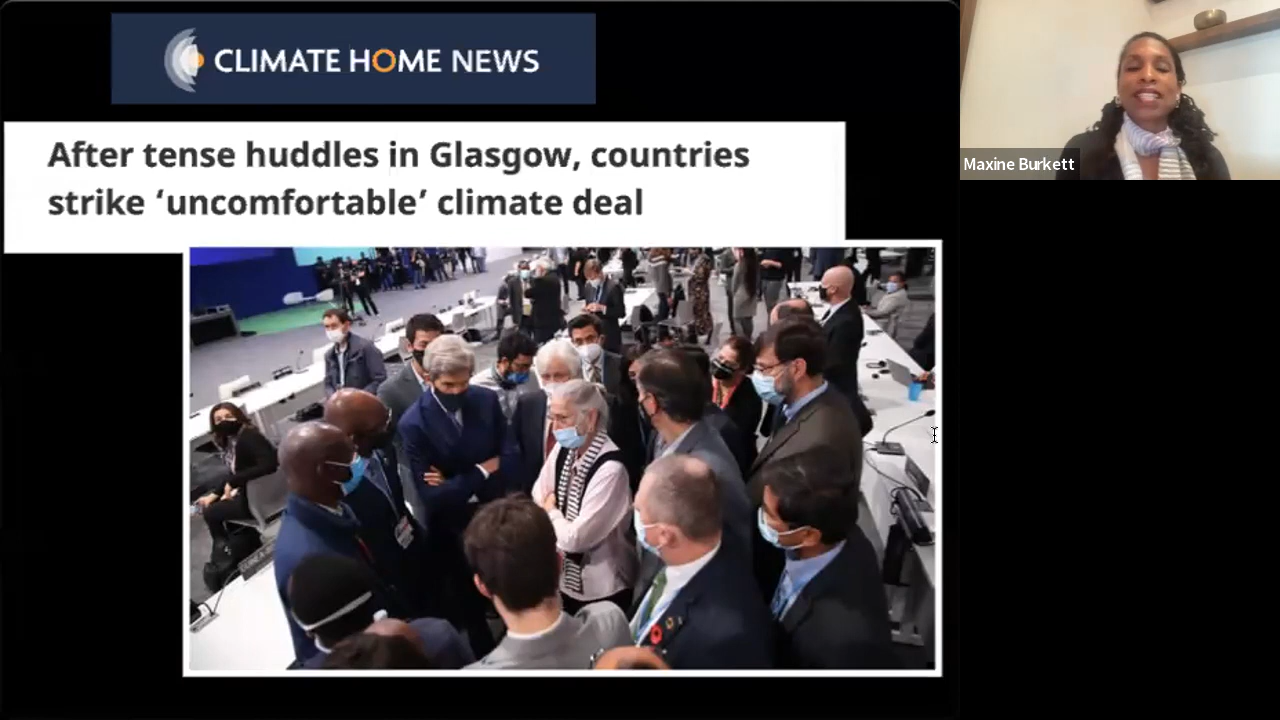 CLIMATE HOME NEWS
After tense huddles in Glasgow, countries
strike ‘uncomfortable’ climate deal
Maxine Burkett